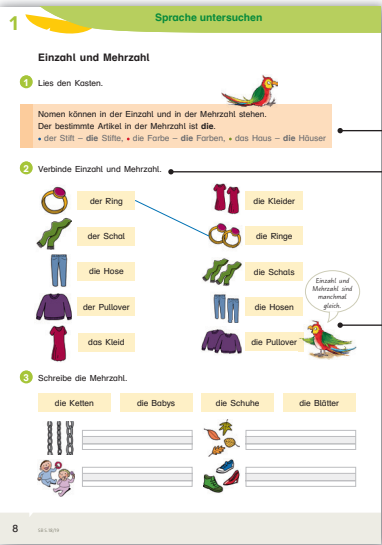 1
Sprache untersuchen
Einzahl und Mehrzahl
1 Lies den Kasten.
Nomen können in der Einzahl und in der Mehrzahl stehen.
Der bestimmte Artikel in der Mehrzahl ist die.
• der Stift – die Stifte, • die Farbe – die Farben, • das Haus – die Häuser
2 Verbinde Einzahl und Mehrzahl.
der Ring
die Kleider
der Schal
die Ringe
die Hose
die Schals
der Pullover
die Hosen
das Kleid
die Pullover
Einzahl und
Mehrzahl sind
manchmal
gleich.
3 Schreibe die Mehrzahl.
die Ketten die Babys die Schuhe die Blätter
8